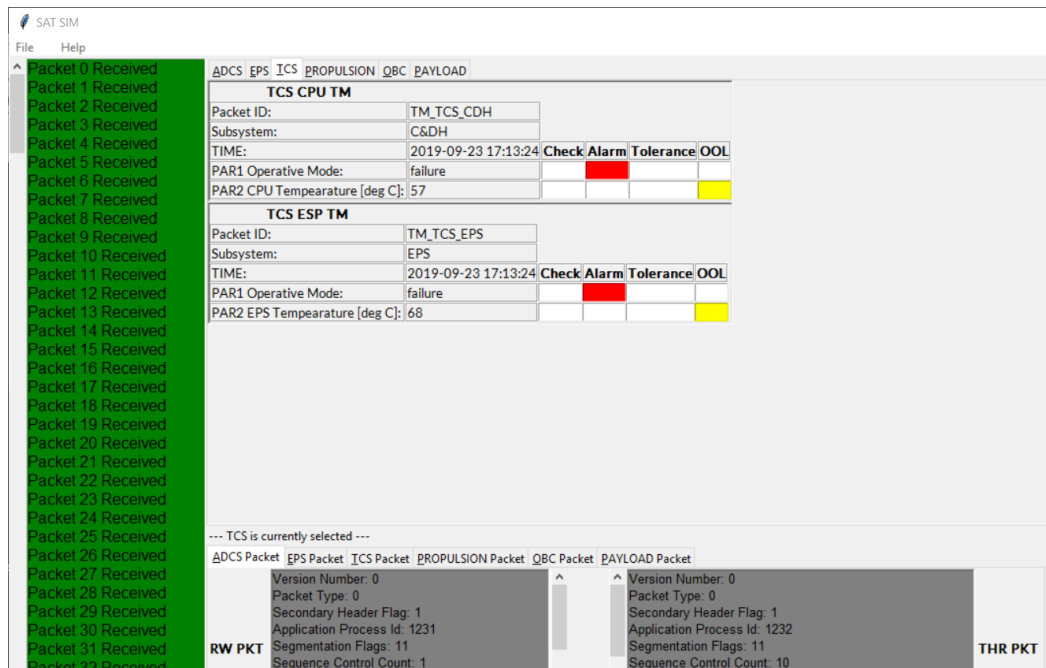 SAT SIM
File Help
Packet 0 Received
Packet 1 Received
Packet 2 Received
Packet 3 Received
Packet 4 Received
Packet 5 Received
Packet 6 Received
Packet 7 Received
Packet 8 Received
Packet 9 Received
Packet 10 Received
Packet 11 Received
Packet 12 Received
Packet 13 Received
Packet 14 Received
Packet 15 Received
Packet 16 Received
Packet 17 Received
Packet 18 Received
Packet 19 Received
Packet 20 Received
Packet 21 Received
Packet 22 Received
Packet 23 Received
Packet 24 Received
Packet 25 Received
Packet 26 Received
Packet 27 Received
Packet 28 Received
Packet 29 Received
Packet 30 Received
Packet 31 Received
Packet 32 Received
ADCS EPS TCS PROPULSION OBC PAYLOAD
TCS CPU TM
Packet ID: TM_TCS_CDH
Subsystem: C&DH
TIME: 2019-09-23 17:13:24 Check Alarm Tolerance OOL
PAR1 Operative Mode: failure
PAR2 CPU Tempearature [deg C]: 57
TCS ESP TM
Packet ID: TM_TCS_EPS
Subsystem: EPS
TIME: 2019-09-23 17:13:24 Check Alarm Tolerance OOL
PAR1 Operative Mode: failure
PAR2 EPS Tempearature [deg C]: 68
--- TCS is currently selected ---
ADCS Packet EPS Packet TCS Packet PROPULSION Packet OBC Packet PAYLOAD Packet
RW PKT
Version Number: 0
Packet Type: 0
Secondary Header Flag: 1
Application Process Id: 1231
Segmentation Flags: 11
Sequence Control Count: 1
Version Number: 0
Packet Type: 0
Secondary Header Flag: 1
Application Process Id: 1232
Segmentation Flags: 11
Sequence Control Count: 10
THR PKT